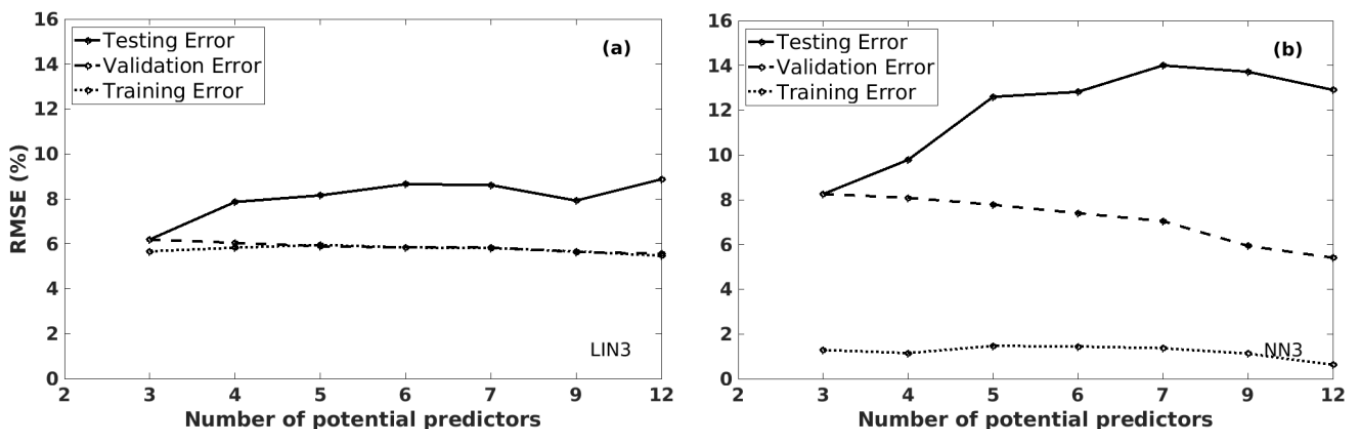 16
14
12
10
8
6
4
2
0
RMSE (%)
Testing Error
Validation Error
Training Error
(a)
LIN3
2 3 4 5 6 7 9 12
Number of potential predictors
16
14
12
10
8
6
4
2
0
Testing Error
Validation Error
Training Error
(b)
NN3
2 3 4 5 6 7 9 12
Number of potential predictors